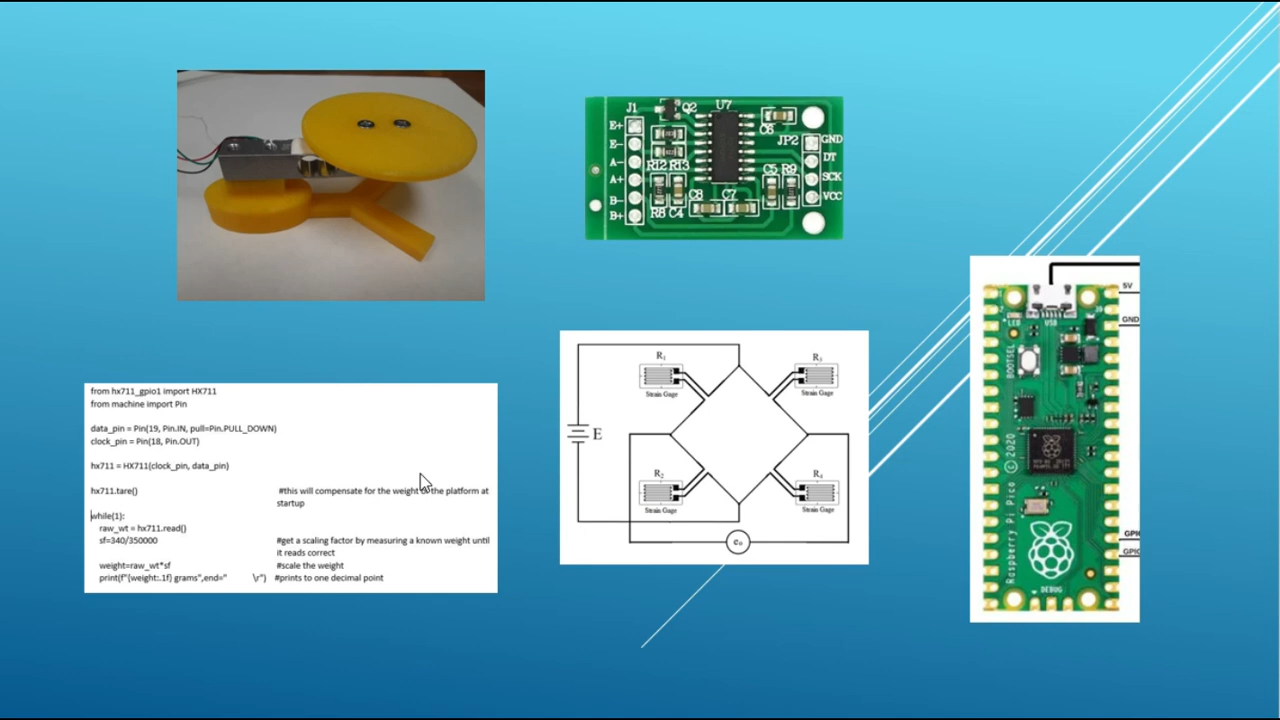 J1
Q2
U7
C6
E+
E-
A-
A+
B-
B+
R12 R13
R8 C4
C8
C7
C5 R9
JP2
GND
DT
SCK
VCC
from hx711_gpio1 import HX711
from machine import Pin
data_pin = Pin(19, Pin.IN, pull=Pin.PULL_DOWN)
clock_pin = Pin(18, Pin.OUT)
hx711 = HX711(clock_pin, data_pin)
hx711.tare() #this will compensate for the weight of the platform at
startup
while(1):
raw_wt = hx711.read()
sf=340/350000 #get a scaling factor by measuring a known weight until
it reads correct
weight=raw_wt*sf #scale the weight
print(f"{weight:.1f} grams",end=" \r") #prints to one decimal point
R1
Strain Gage
R3
Strain Gage
E
R2
Strain Gage
R4
Strain Gage
eo
5V
GND
LED
USB
BOOTSEL
Raspberry Pi Pico © 2020
DEBUG